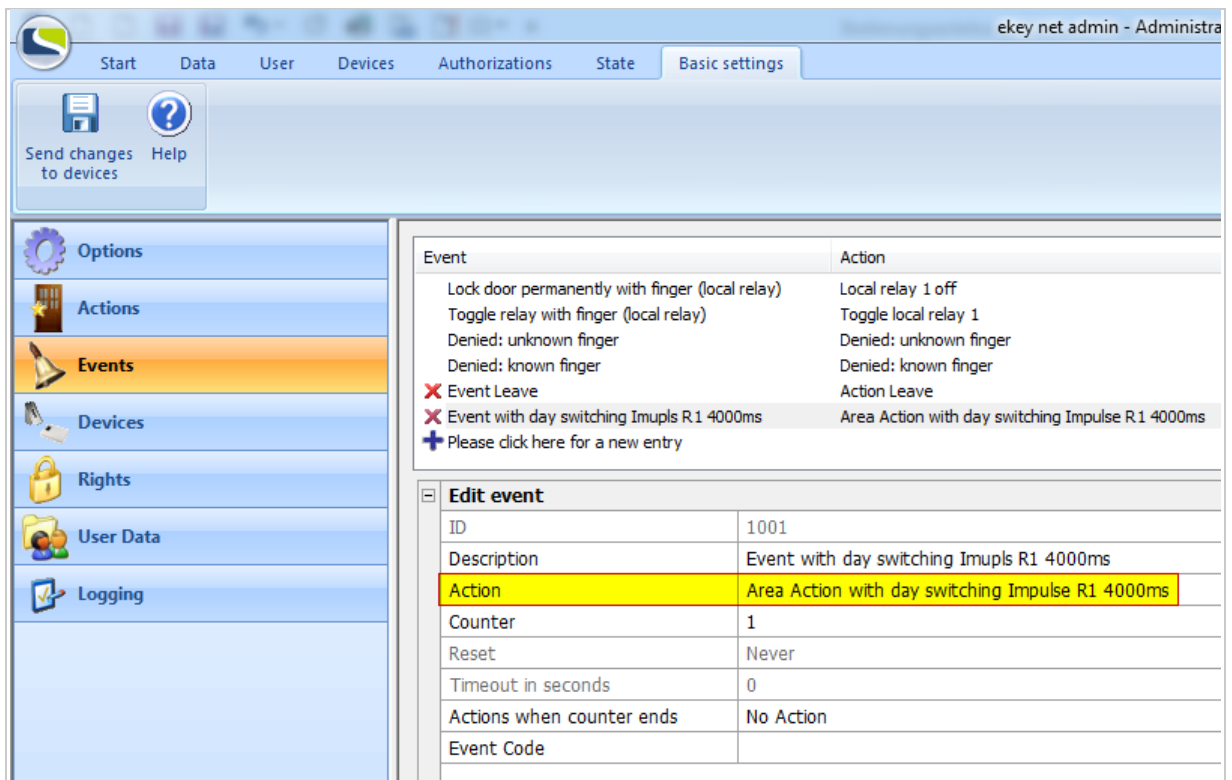 ekey net admin - Administra
Start Data User Devices Authorizations State Basic settings
Send changes to devices Help
Options
Actions
Events
Devices
Rights
User Data
Logging
Event Action
Lock door permanently with finger (local relay) Local relay 1 off
Toggle relay with finger (local relay) Toggle local relay 1
Denied: unknown finger Denied: unknown finger
Denied: known finger Denied: known finger
Event Leave Action Leave
Event with day switching Imupls R1 4000ms Area Action with day switching Impulse R1 4000ms
Please click here for a new entry
Edit event
ID 1001
Description Event with day switching Imupls R1 4000ms
Action Area Action with day switching Impulse R1 4000ms
Counter 1
Reset Never
Timeout in seconds 0
Actions when counter ends No Action
Event Code